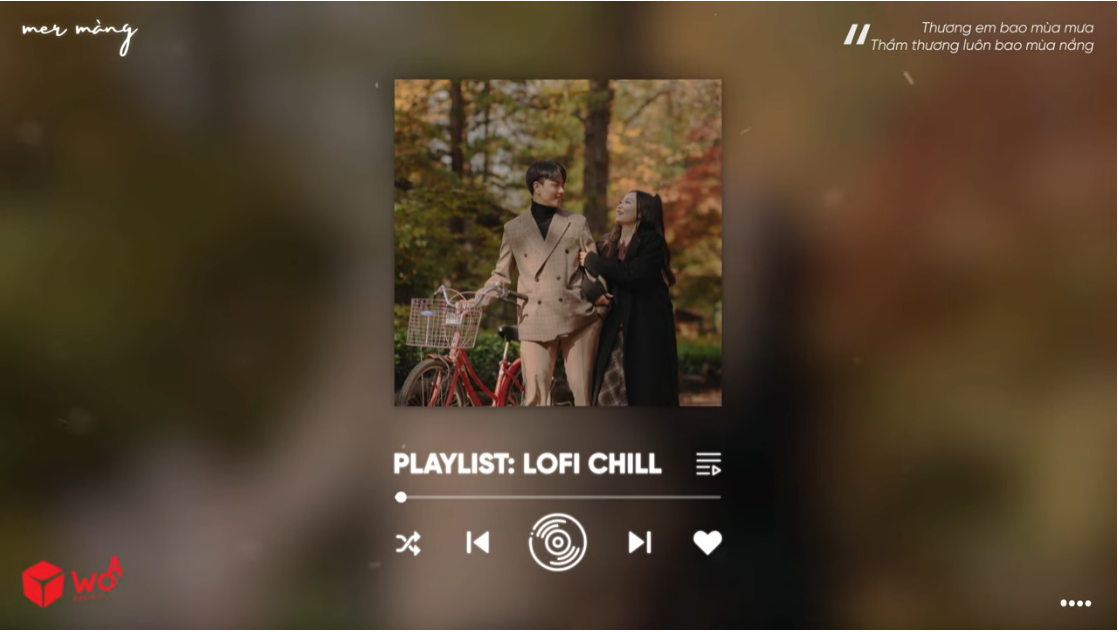 mer màng
Thương em bao mùa mưa
Thầm thương luôn bao mùa nắng
PLAYLIST: LOFI CHILL
WOA